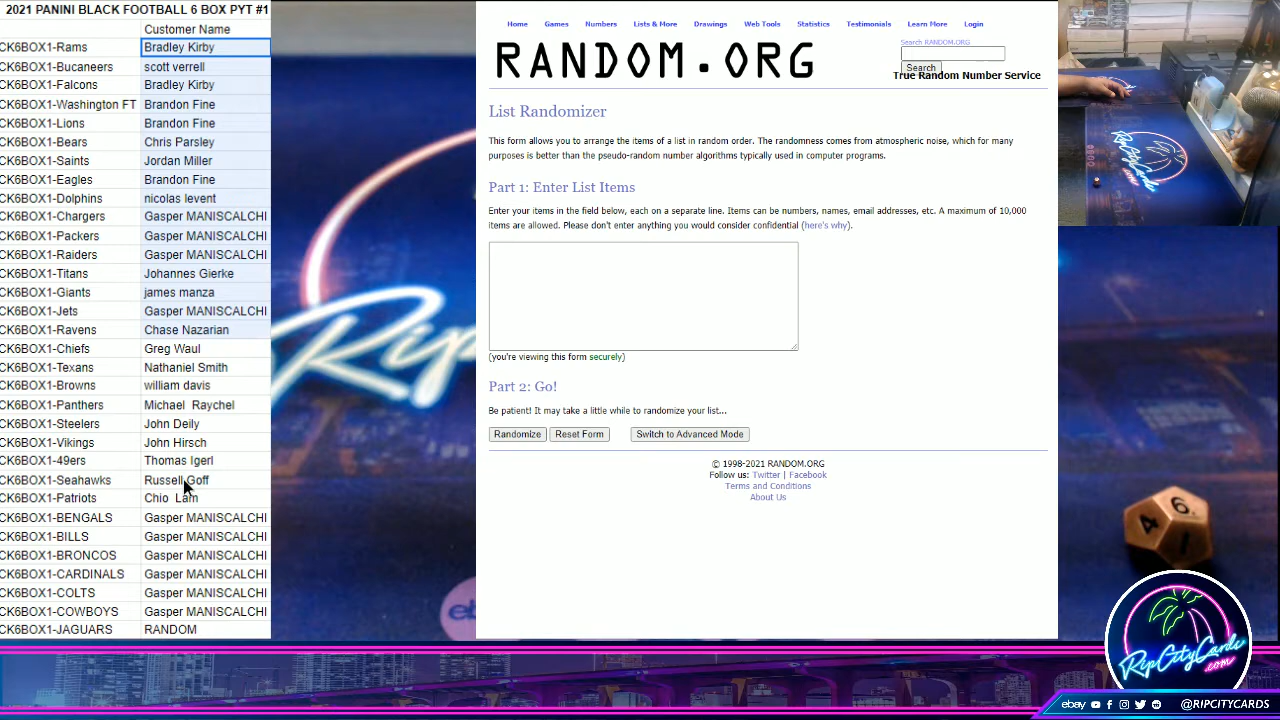 2021 PANINI BLACK FOOTBALL 6 BOX PYT #1
Customer Name
CK6BOX1-Rams Bradley Kirby
CK6BOX1-Bucaneers scott verrell
CK6BOX1-Falcons Bradley Kirby
CK6BOX1-Washington FT Brandon Fine
CK6BOX1-Lions Brandon Fine
CK6BOX1-Bears Chris Parsley
CK6BOX1-Saints Jordan Miller
CK6BOX1-Eagles Brandon Fine
CK6BOX1-Dolphins nicolas levent
CK6BOX1-Chargers Gasper MANISCALCHI
CK6BOX1-Packers Gasper MANISCALCHI
CK6BOX1-Raiders Gasper MANISCALCHI
CK6BOX1-Titans Johannes Gierke
CK6BOX1-Giants james manza
CK6BOX1-Jets Gasper MANISCALCHI
CK6BOX1-Ravens Chase Nazarian
CK6BOX1-Chiefs Greg Waul
CK6BOX1-Texans Nathaniel Smith
CK6BOX1-Browns william davis
CK6BOX1-Panthers Michael Raychel
CK6BOX1-Steelers John Deily
CK6BOX1-Vikings John Hirsch
CK6BOX1-49ers Thomas Igerl
CK6BOX1-Seahawks Russell Goff
CK6BOX1-Patriots Chio Lam
CK6BOX1-BENGALS Gasper MANISCALCHI
CK6BOX1-BILLS Gasper MANISCALCHI
CK6BOX1-BRONCOS Gasper MANISCALCHI
CK6BOX1-CARDINALS Gasper MANISCALCHI
CK6BOX1-COLTS Gasper MANISCALCHI
CK6BOX1-COWBOYS Gasper MANISCALCHI
CK6BOX1-JAGUARS RANDOM
Home Games Numbers Lists & More Drawings Web Tools Statistics Testimonials Learn More Login
RANDOM.ORG
Search RANDOM.ORG
Search
True Random Number Service
List Randomizer
This form allows you to arrange the items of a list in random order. The randomness comes from atmospheric noise, which for many
purposes is better than the pseudo-random number algorithms typically used in computer programs.
Part 1: Enter List Items
Enter your items in the field below, each on a separate line. Items can be numbers, names, email addresses, etc. A maximum of 10,000
items are allowed. Please don't enter anything you would consider confidential (here's why).
(you're viewing this form securely)
Part 2: Go!
Be patient! It may take a little while to randomize your list...
Randomize Reset Form Switch to Advanced Mode
© 1998-2021 RANDOM.ORG
Follow us: Twitter | Facebook
Terms and Conditions
About Us
RipCityCards
4 6
RipCityCards
.com
ebay @RIPCITYCARDS